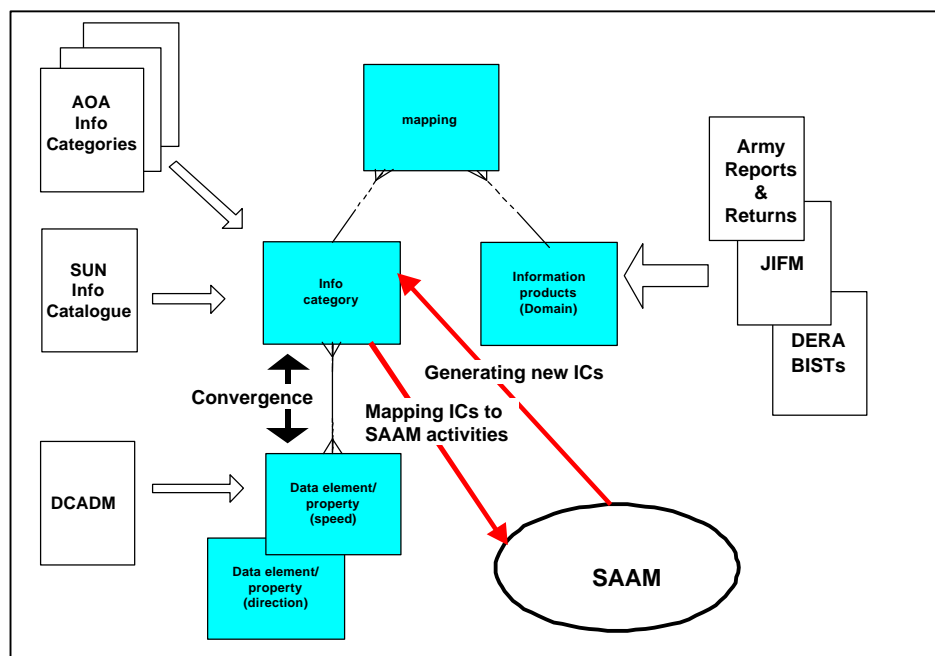 AOA
Info
Categories
mapping
Army
Reports
&
Returns
SUN
Info
Catalogue
Info
category
Information
products
(Domain)
JIFM
DERA
BISTs
Generating new ICs
Convergence
Mapping ICs to
SAAM activities
DCADM
Data element/
property
(speed)
Data element/
property
(direction)
SAAM